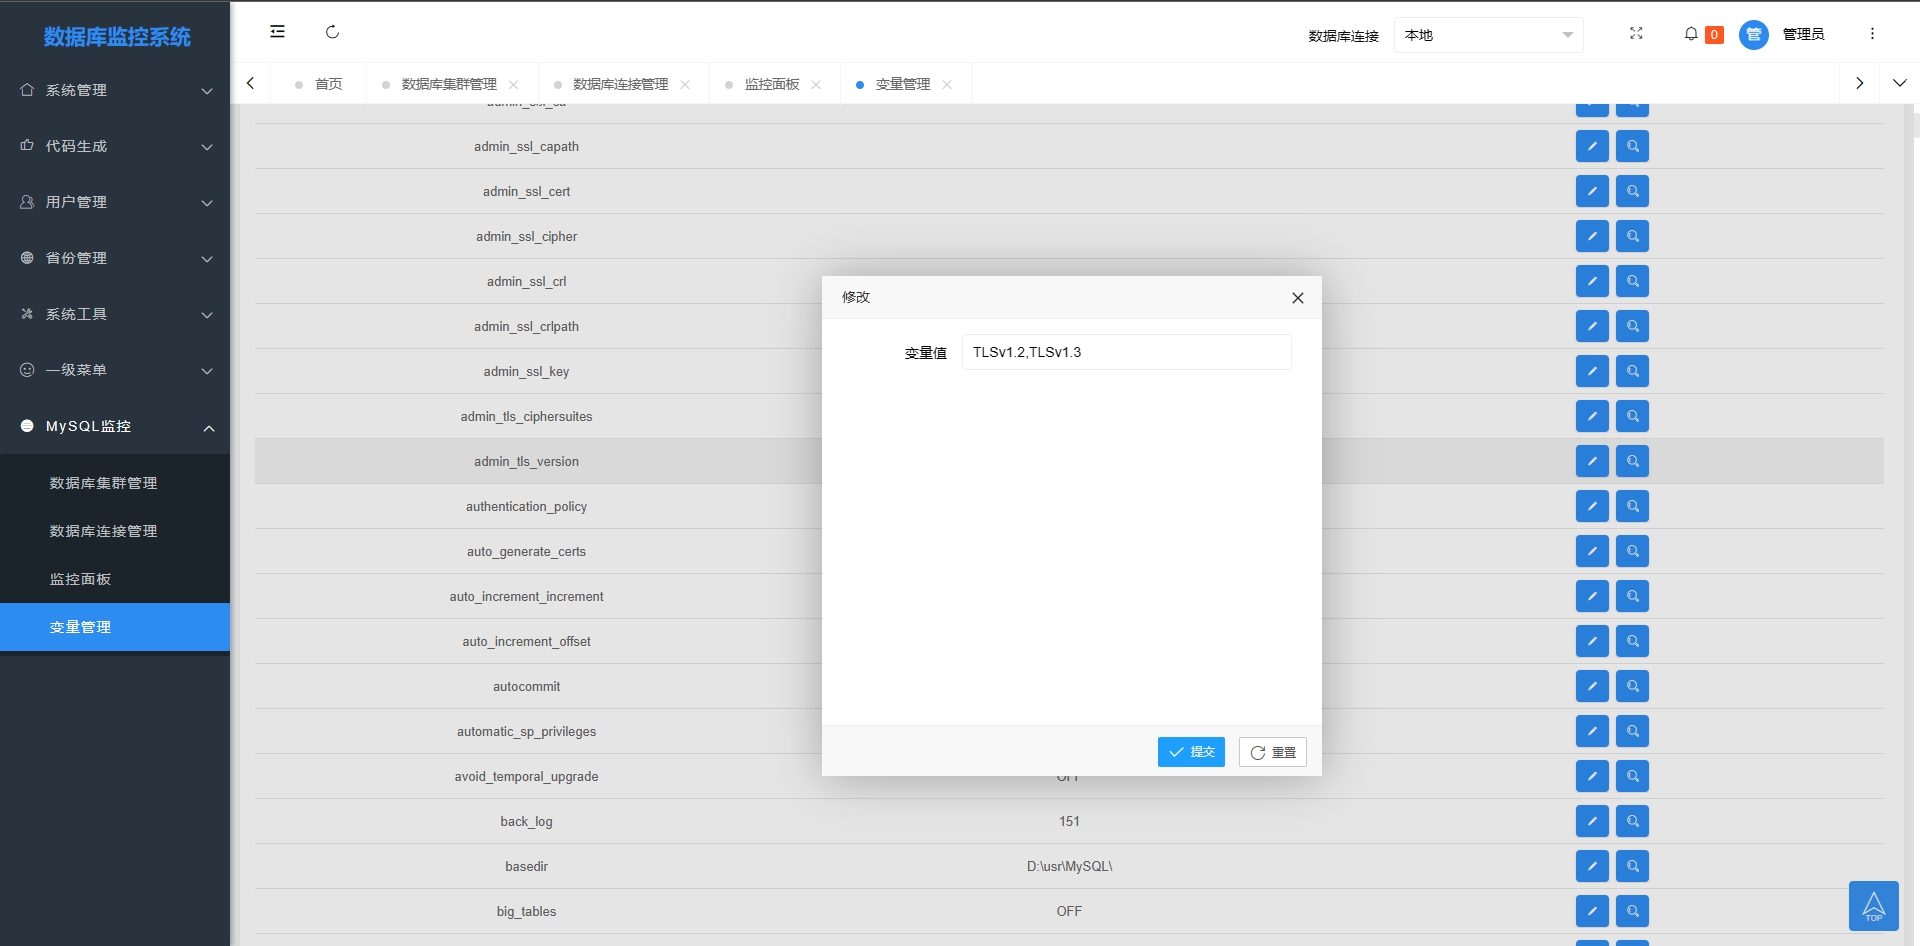 数据库监控系统
数据库连接
本地
0
管
管理员
首页
数据库集群管理
数据库连接管理
监控面板
变量管理
系统管理
代码生成
用户管理
省份管理
系统工具
一级菜单
MySQL监控
数据库集群管理
数据库连接管理
监控面板
变量管理
admin_ssl_capath
admin_ssl_cert
admin_ssl_cipher
admin_ssl_crl
admin_ssl_crlpath
admin_ssl_key
admin_tls_ciphersuites
admin_tls_version
authentication_policy
auto_generate_certs
auto_increment_increment
auto_increment_offset
autocommit
automatic_sp_privileges
avoid_temporal_upgrade OFF
back_log 151
basedir D:\usr\MySQL\
big_tables OFF
修改
变量值 TLSv1.2,TLSv1.3
提交 重置
TOP